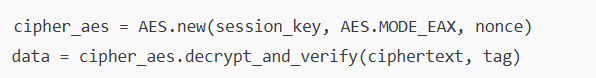 cipher_aes = AES.new(session_key, AES.MODE_EAX, nonce)
data = cipher_aes.decrypt_and_verify(ciphertext, tag)